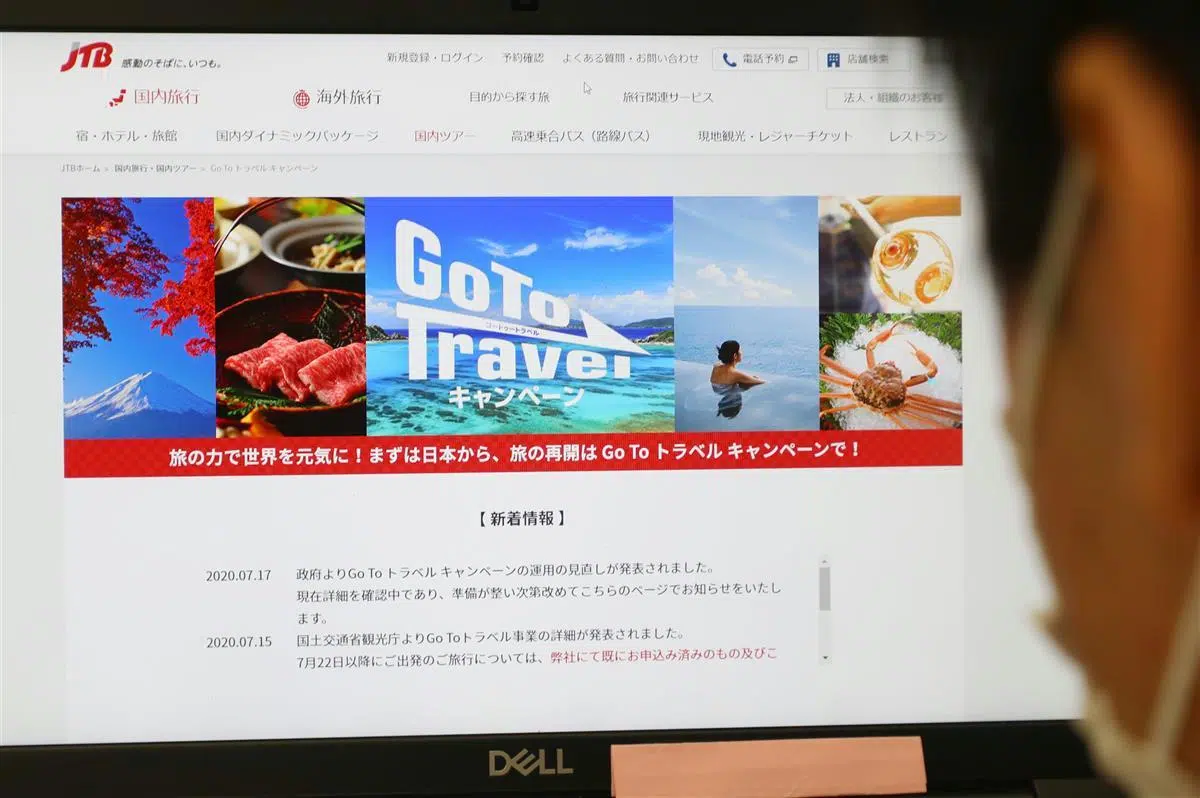 JTB 感動のそばに、いつも。
新規登録・ログイン 予約確認 よくある質問・お問い合わせ 電話予約 店舗検索
国内旅行 海外旅行 目的から探す旅 旅行関連サービス 法人・組織のお客様
宿・ホテル・旅館 国内ダイナミックパッケージ 国内ツアー 高速乗合バス（路線バス） 現地観光・レジャーチケット レストラン
JTBホーム > 国内旅行・国内ツアー > Go To トラベル キャンペーン
Go To
ゴートゥートラベル
Travel
キャンペーン
旅の力で世界を元気に！まずは日本から、旅の再開は Go To トラベル キャンペーンで！
【 新着情報 】
2020.07.17 政府よりGo To トラベル キャンペーンの運用の見直しが発表されました。
現在詳細を確認中であり、準備が整い次第改めてこちらのページでお知らせをいたし
ます。
2020.07.15 国土交通省観光庁よりGo Toトラベル事業の詳細が発表されました。
7月22日以降にご出発のご旅行については、弊社にて既にお申込み済みのもの及びこ
DELL